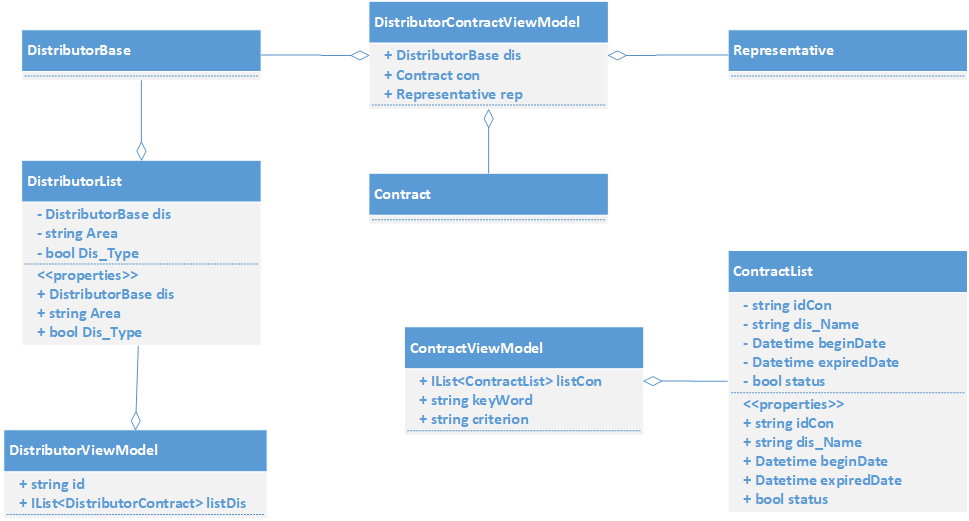 DistributorBase
DistributorContractViewModel
+ DistributorBase dis
+ Contract con
+ Representative rep
Representative
Contract
DistributorList
- DistributorBase dis
- string Area
- bool Dis_Type
<<properties>>
+ DistributorBase dis
+ string Area
+ bool Dis_Type
DistributorViewModel
+ string id
+ IList<DistributorContract> listDis
ContractViewModel
+ IList<ContractList> listCon
+ string keyWord
+ string criterion
ContractList
- string idCon
- string dis_Name
- Datetime beginDate
- Datetime expiredDate
- bool status
<<properties>>
+ string idCon
+ string dis_Name
+ Datetime beginDate
+ Datetime expiredDate
+ bool status